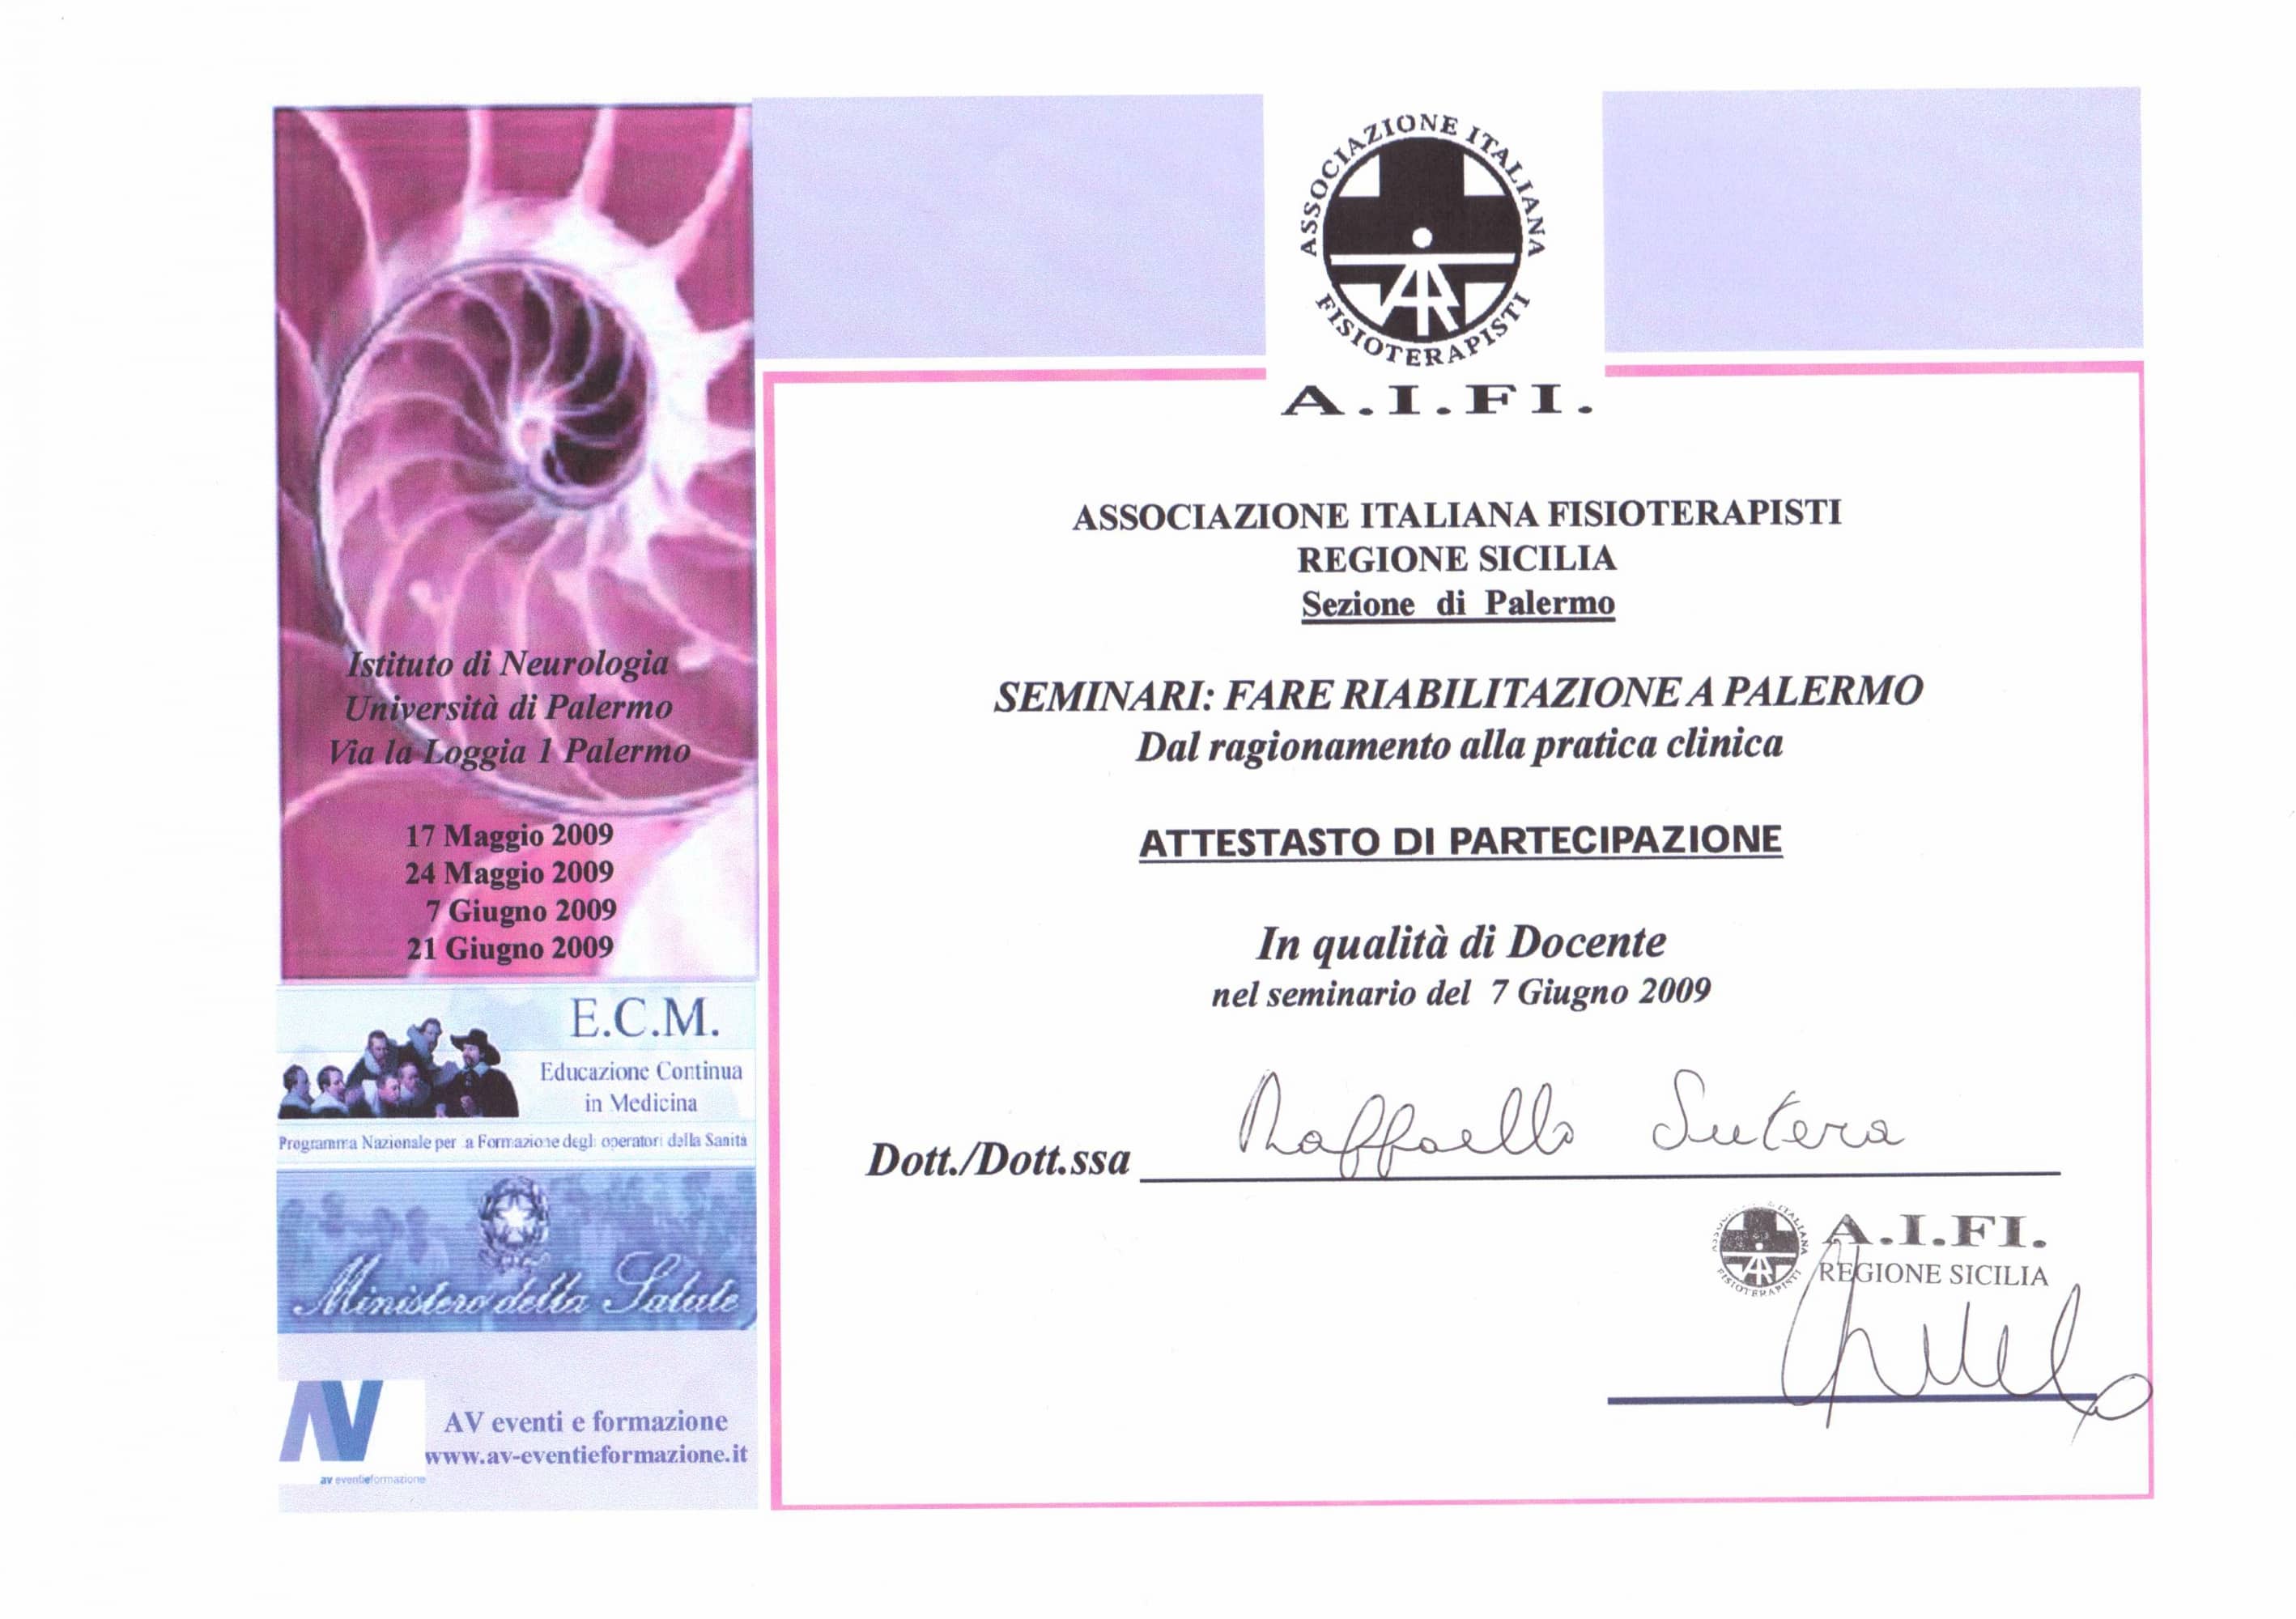 ASSOCIAZIONE ITALIANA
FISIOTERAPISTI
A.I.FI.
ASSOCIAZIONE ITALIANA FISIOTERAPISTI
REGIONE SICILIA
Sezione di Palermo
SEMINARI: FARE RIABILITAZIONE A PALERMO
Dal ragionamento alla pratica clinica
ATTESTASTO DI PARTECIPAZIONE
In qualità di Docente
nel seminario del 7 Giugno 2009
Dott./Dott.ssa Raffaello Sutera
A.I.FI.
REGIONE SICILIA
Istituto di Neurologia
Università di Palermo
Via la Loggia 1 Palermo
17 Maggio 2009
24 Maggio 2009
7 Giugno 2009
21 Giugno 2009
E.C.M.
Educazione Continua
in Medicina
Programma Nazionale per a Formazione degli operatori della Sanità
Ministero della Salute
AV
av eventieformazione
AV eventi e formazione
www.av-eventieformazione.it